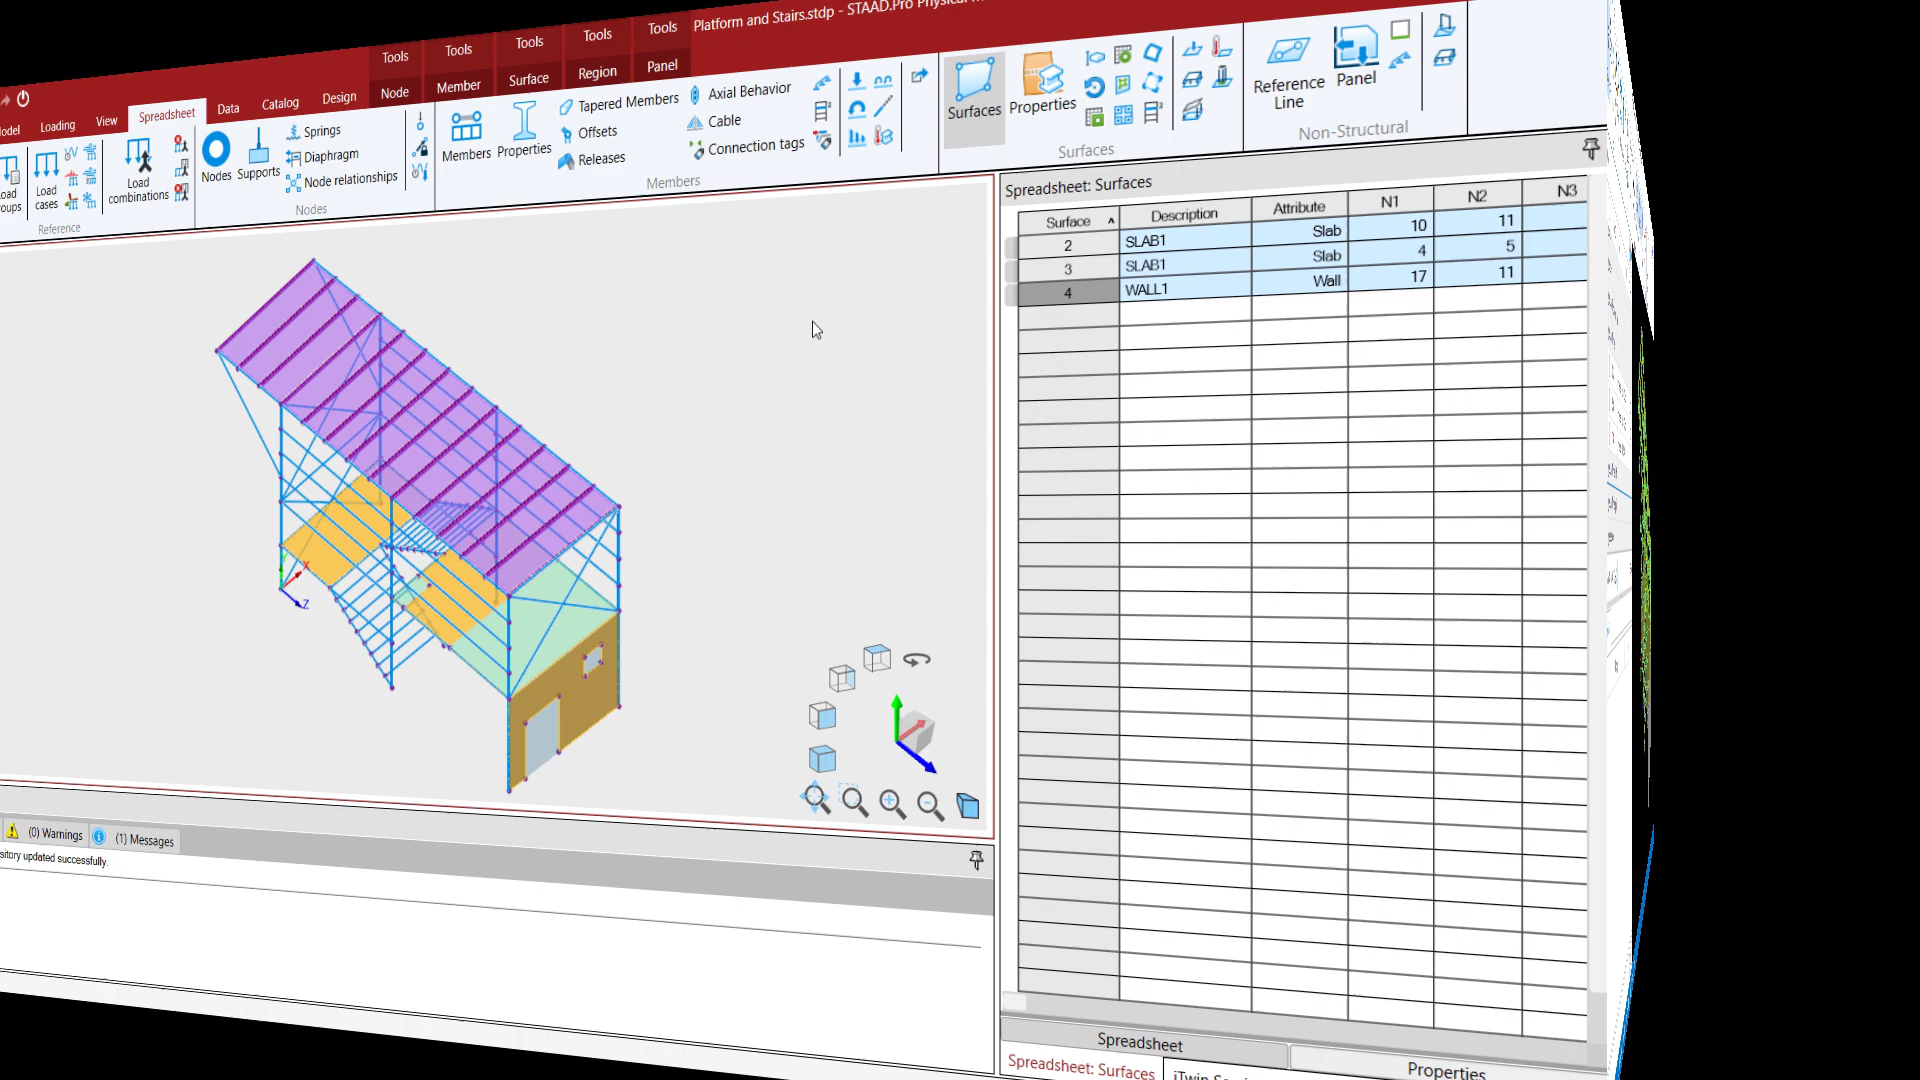 Platform and Stairs.stdp - STAAD.Pro Physical
Tools Tools Tools Tools Tools
Node Member Surface Region Panel
Loading View Spreadsheet Data Catalog Design
Load cases
Load combinations
Reference
Nodes Supports
Springs
Diaphragm
Node relationships
Nodes
Members Properties
Tapered Members
Offsets
Releases
Axial Behavior
Cable
Connection tags
Members
Surfaces Properties
Surfaces
Reference Line
Panel
Non-Structural
Spreadsheet: Surfaces
Surface Description Attribute N1 N2 N3
2 SLAB1 Slab 10 11
3 SLAB1 Slab 4 5
4 WALL1 Wall 17 11
X
Z
(0) Warnings (1) Messages
updated successfully.
Spreadsheet Properties
Spreadsheet: Surfaces